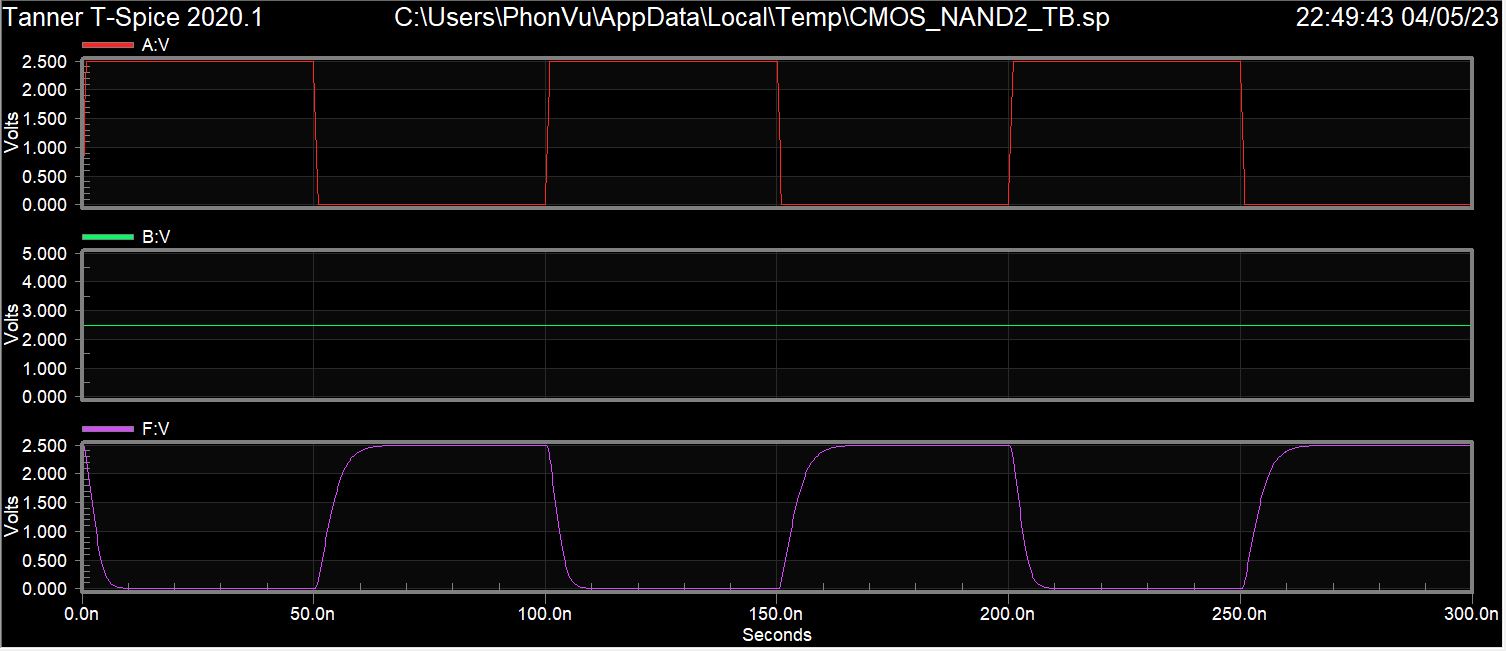 Tanner T-Spice 2020.1 C:\Users\PhonVu\AppData\Local\Temp\CMOS_NAND2_TB.sp 22:49:43 04/05/23
A:V
2.500
2.000
1.500
1.000
0.500
0.000
Volts
B:V
5.000
4.000
3.000
2.000
1.000
0.000
Volts
F:V
2.500
2.000
1.500
1.000
0.500
0.000
Volts
0.0n 50.0n 100.0n 150.0n 200.0n 250.0n 300.0n
Seconds